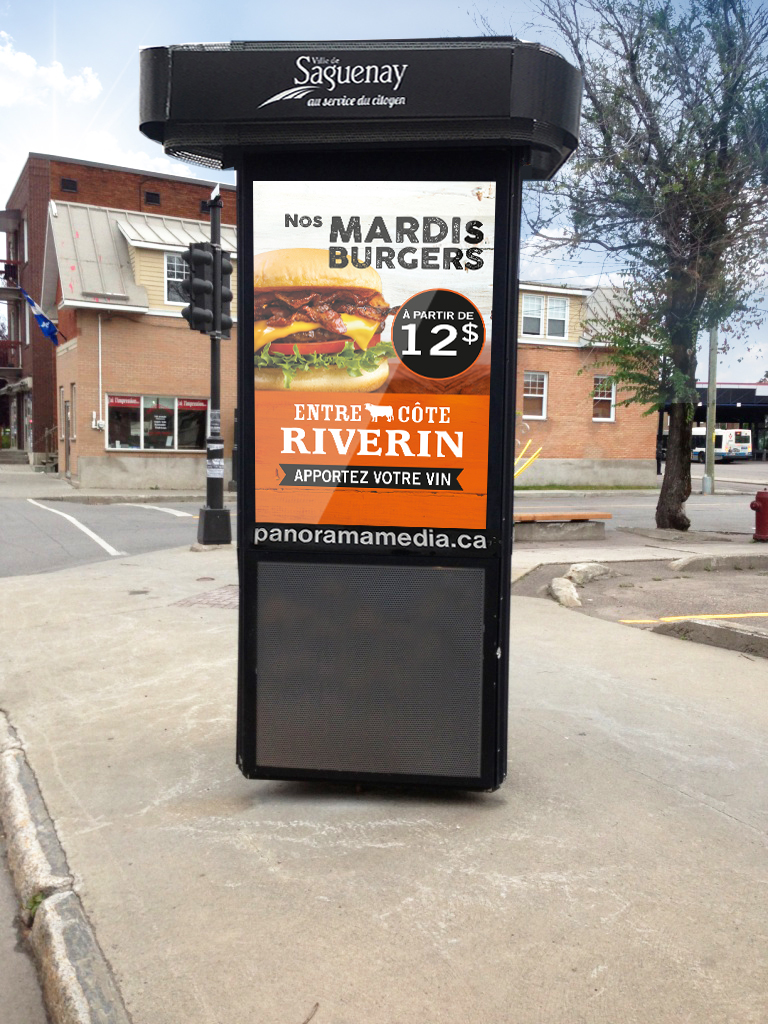 Ville de
Saguenay
au service du citoyen
Nos MARDIS
BURGERS
À PARTIR DE
12$
ENTRE CÔTE
RIVERIN
APPORTEZ VOTRE VIN
panoramamedia.ca